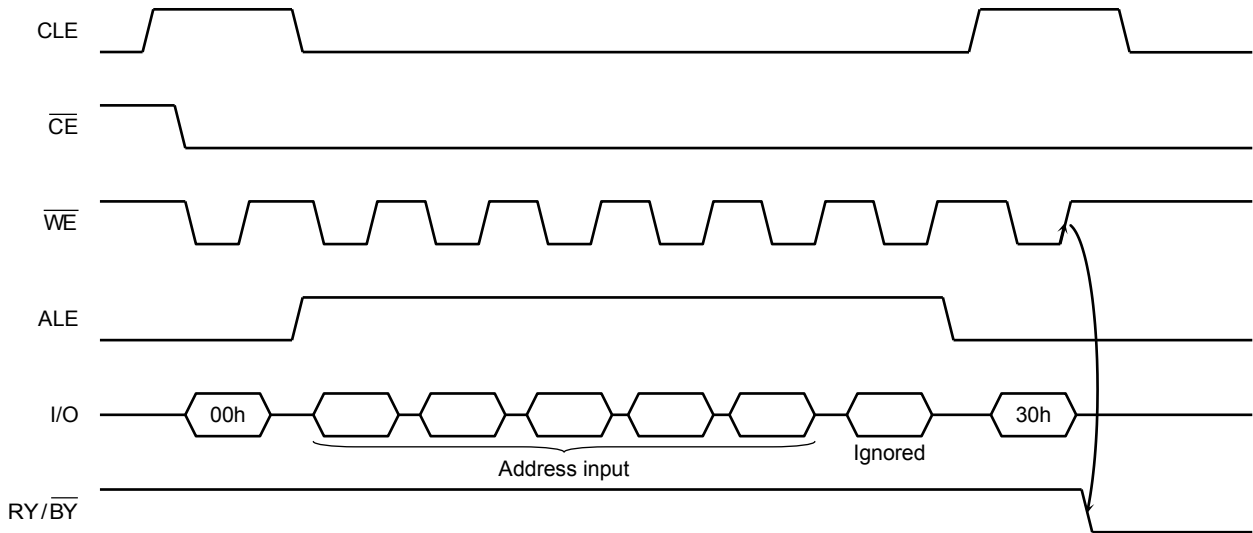 CLE
CE
WE
ALE
I/O 00h 30h
Address input Ignored
RY/BY